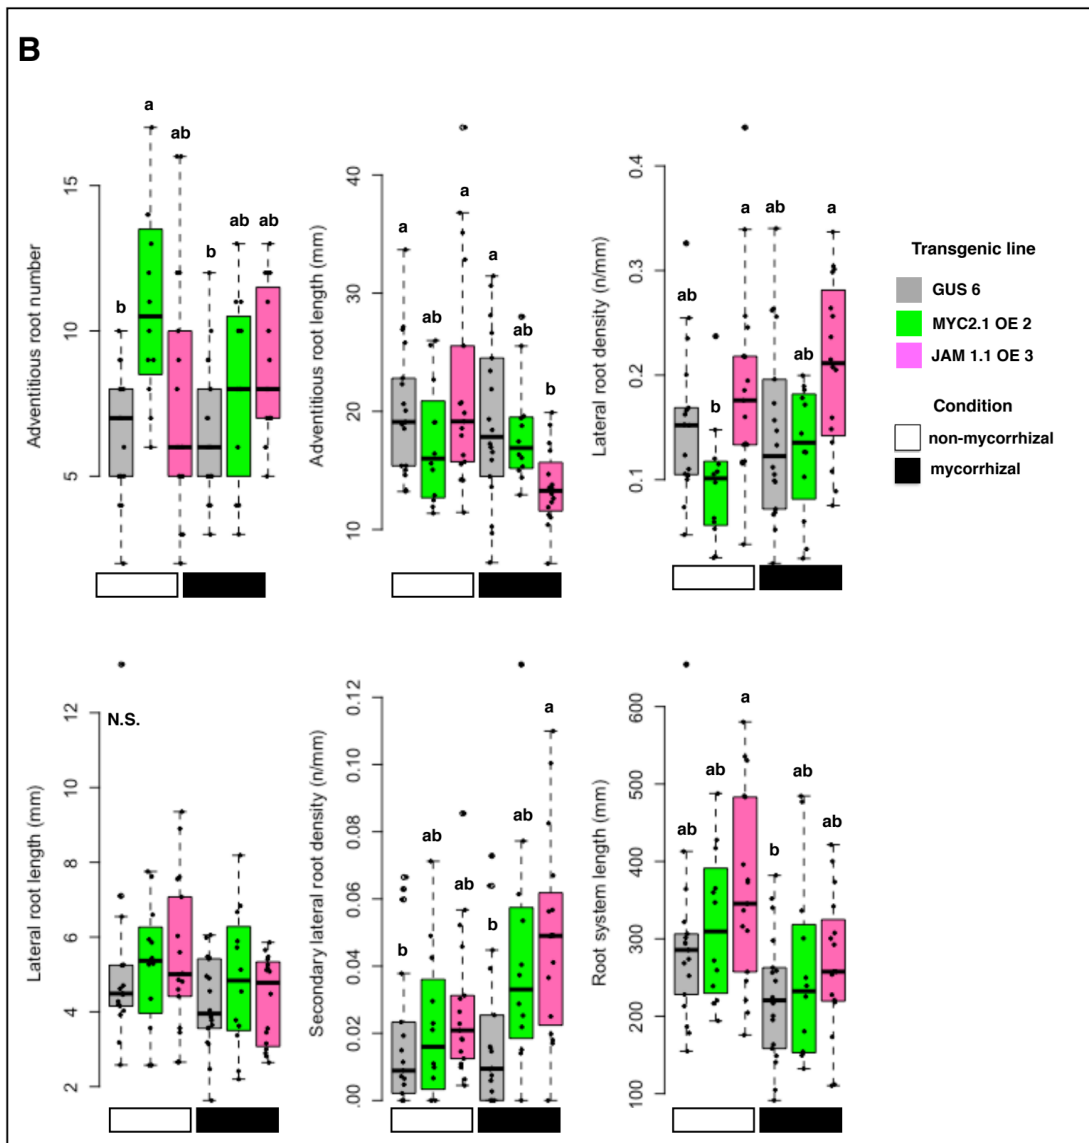 B
Adventitious root number
15
10
5
b
a
ab
b
ab
ab
Adventitious root length (mm)
40
30
20
10
a
ab
a
a
ab
b
Lateral root density (n/mm)
0.4
0.3
0.2
0.1
ab
b
a
ab
ab
a
Transgenic line
GUS 6
MYC2.1 OE 2
JAM 1.1 OE 3
Condition
non-mycorrhizal
mycorrhizal
Lateral root length (mm)
12
10
8
6
4
2
N.S.
Secondary lateral root density (n/mm)
0.12
0.10
0.08
0.06
0.04
0.02
.00
b
ab
ab
b
ab
a
Root system length (mm)
600
500
400
300
200
100
ab
ab
a
b
ab
ab